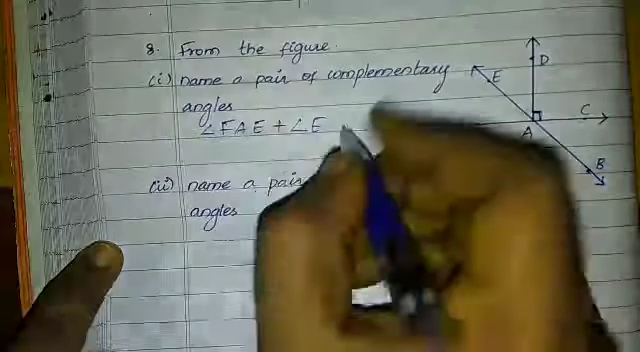 8. From the figure.
(i) name a pair of complementary
angles
∠FAE + ∠E
(ii) name a pair
angles
D
E
C
A
B